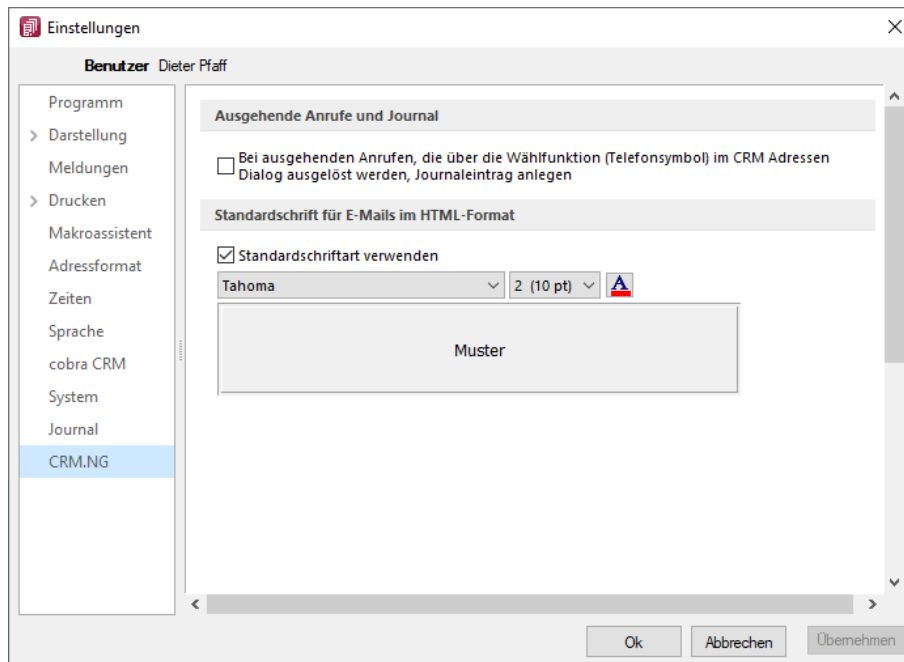 Einstellungen
Benutzer Dieter Pfaff
Programm
Darstellung
Meldungen
Drucken
Makroassistent
Adressformat
Zeiten
Sprache
cobra CRM
System
Journal
CRM.NG
Ausgehende Anrufe und Journal
Bei ausgehenden Anrufen, die über die Wählfunktion (Telefonsymbol) im CRM Adressen
Dialog ausgelöst werden, Journaleintrag anlegen
Standardschrift für E-Mails im HTML-Format
Standardschriftart verwenden
Tahoma 2 (10 pt) A
Muster
Ok Abbrechen Übernehmen